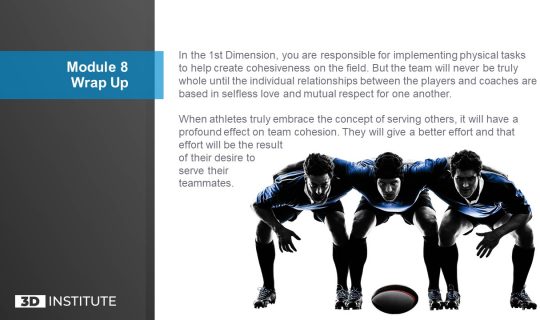 Module 8
Wrap Up
In the 1st Dimension, you are responsible for implementing physical tasks
to help create cohesiveness on the field. But the team will never be truly
whole until the individual relationships between the players and coaches are
based in selfless love and mutual respect for one another.
When athletes truly embrace the concept of serving others, it will have a
profound effect on team cohesion. They will give a better effort and that
effort will be the result
of their desire to
serve their
teammates.
3D INSTITUTE